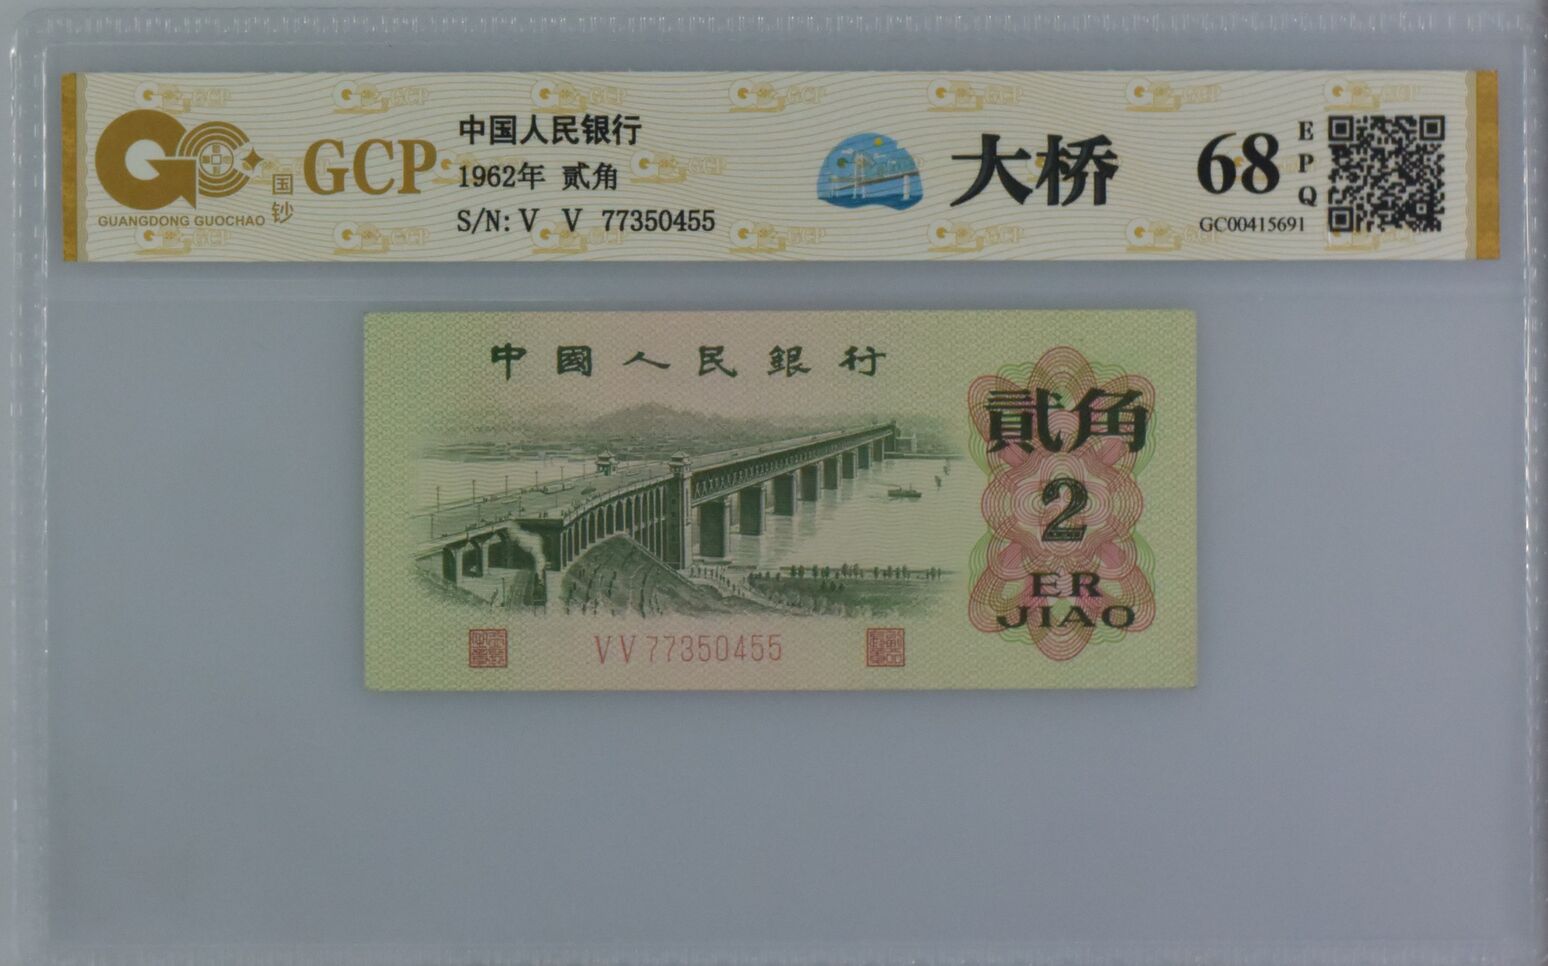 GUANGDONG GUOCHAO
国钞
GCP
中国人民银行
1962年 贰角
S/N: V V 77350455
大桥
68
EPQ
GC00415691
中國人民銀行
貳角
2
ER
JIAO
VV77350455